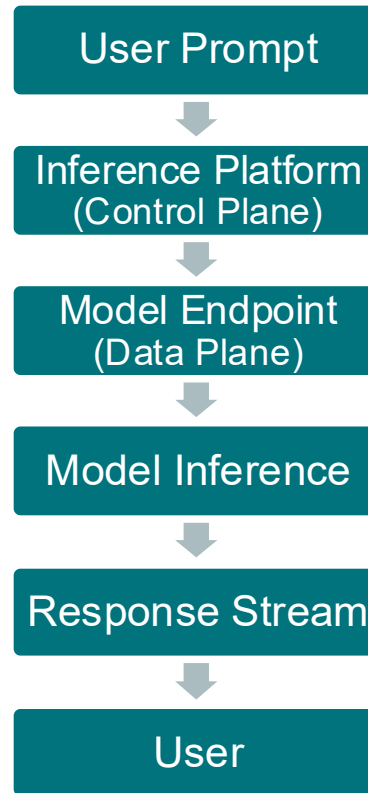 User Prompt
Inference Platform
(Control Plane)
Model Endpoint
(Data Plane)
Model Inference
Response Stream
User